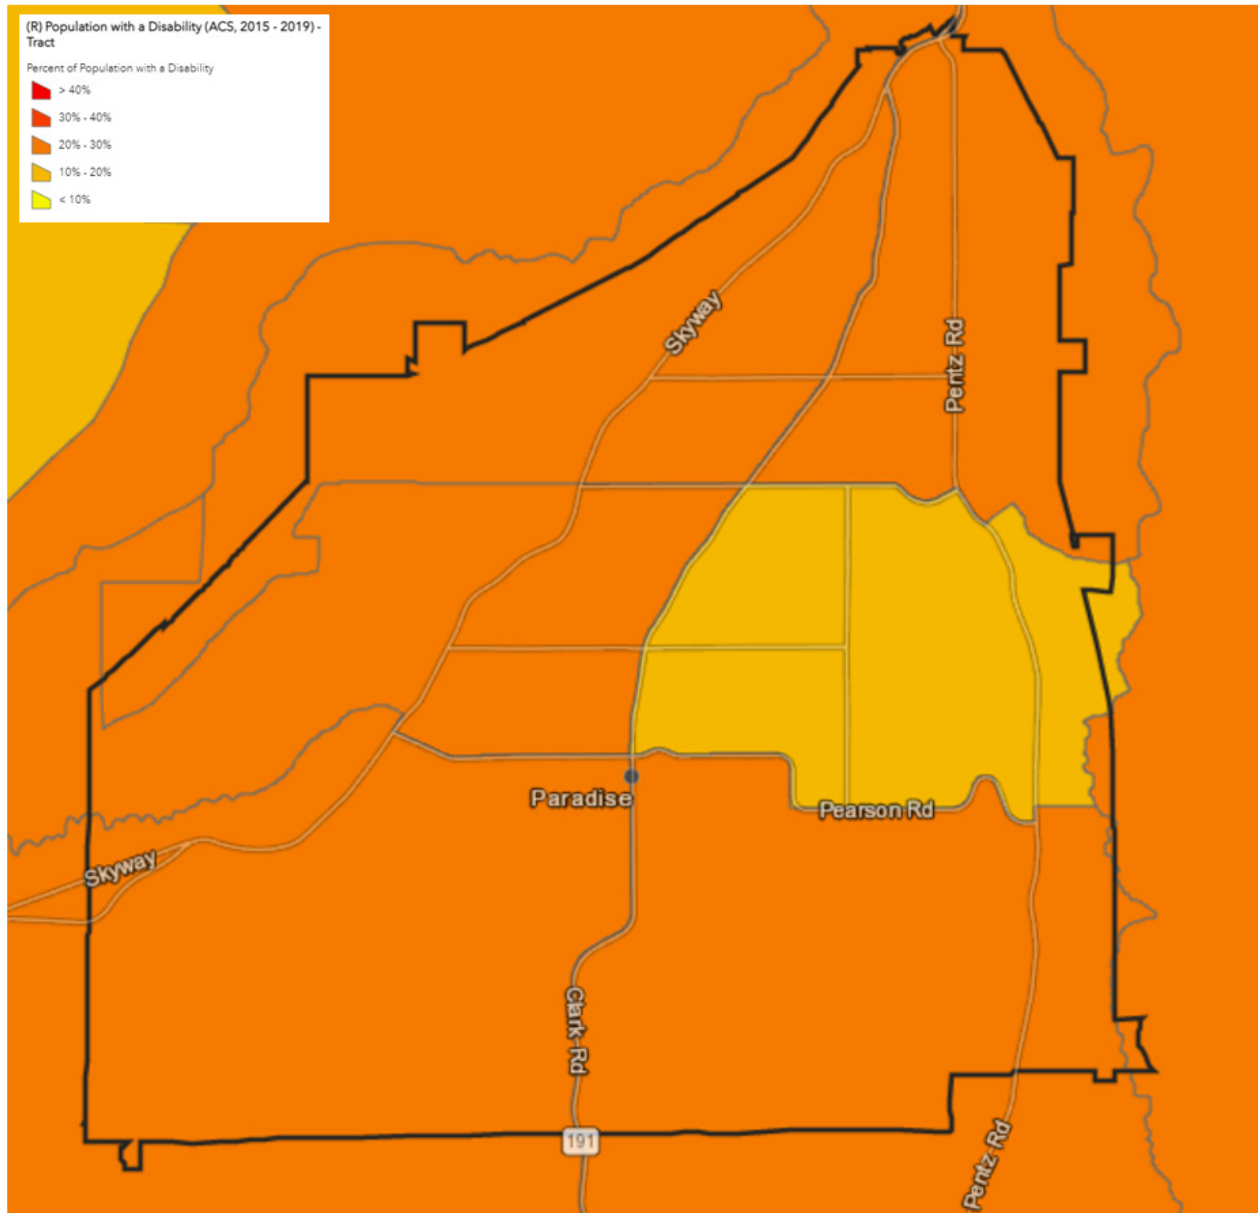 (R) Population with a Disability (ACS, 2015 - 2019) -
Tract
Percent of Population with a Disability
> 40%
30% - 40%
20% - 30%
10% - 20%
< 10%
Skyway
Pentz Rd
Paradise
Pearson Rd
Skyway
Clark Rd
191
Pentz Rd